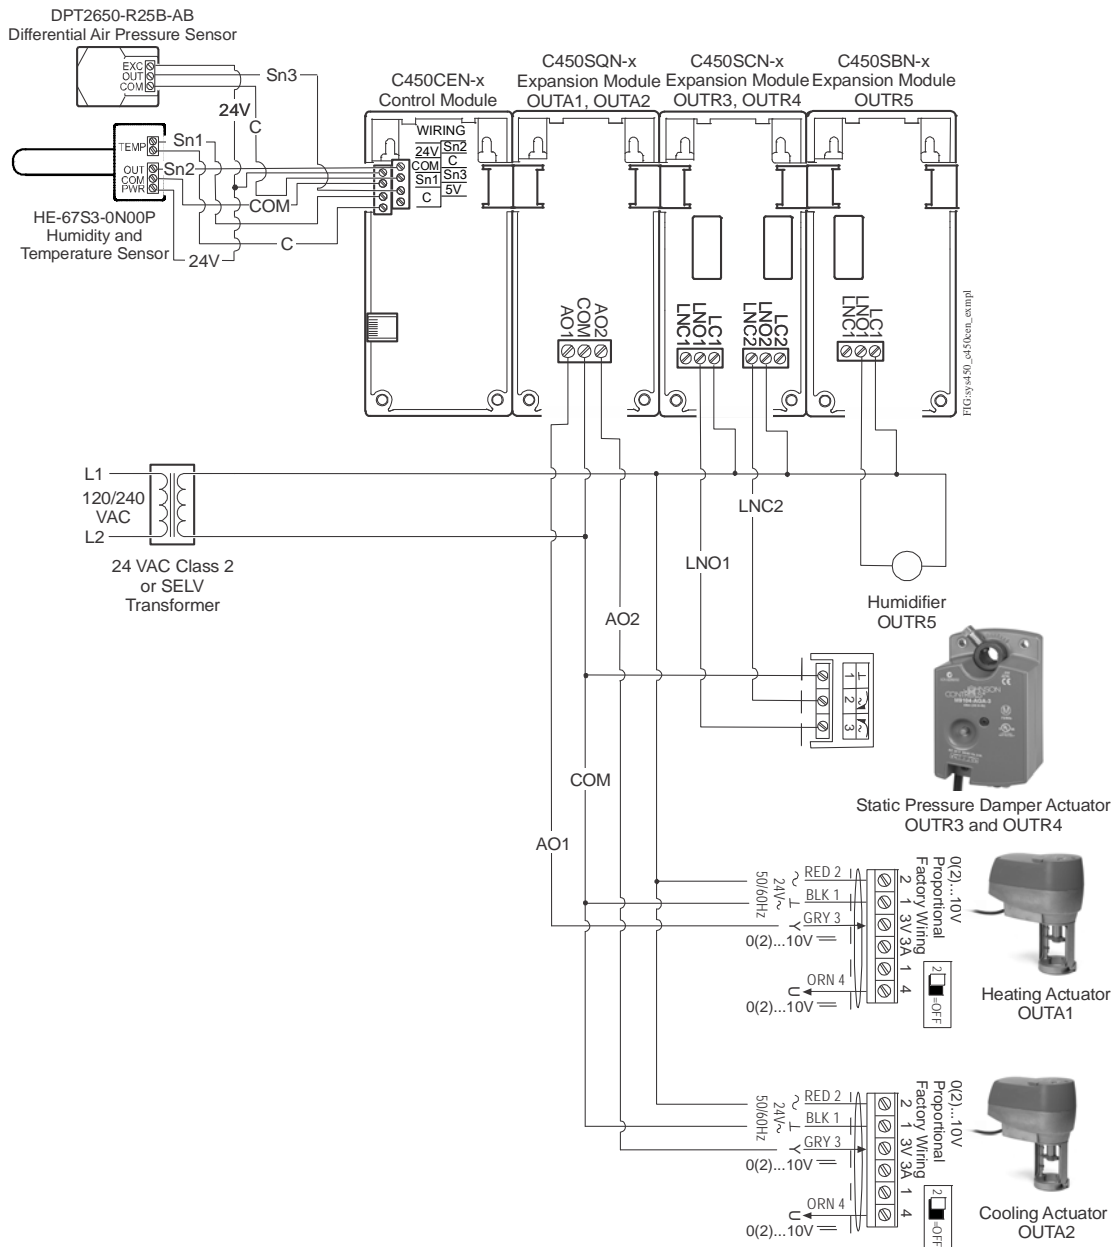 DPT2650-R25B-AB
Differential Air Pressure Sensor
EXC
OUT
COM
Sn3
24V
C
TEMP
Sn1
OUT
COM
PWR
Sn2
COM
C
24V
HE-67S3-0N00P
Humidity and
Temperature Sensor
C450CEN-x
Control Module
WIRING
24V
Sn2
COM
C
Sn1
Sn3
C
5V
C450SQN-x
Expansion Module
OUTA1, OUTA2
C450SCN-x
Expansion Module
OUTR3, OUTR4
C450SBN-x
Expansion Module
OUTR5
AO1
COM
AO2
LNC1
LNO1
LC1
LNC2
LNO2
LC2
LNC1
LNO1
LC1
FIG:sys450_c450cen_exmpl
L1
120/240
VAC
L2
24 VAC Class 2
or SELV
Transformer
LNC2
LNO1
AO2
COM
AO1
Humidifier
OUTR5
1
2
3
JOHNSON
CONTROLS
Static Pressure Damper Actuator
OUTR3 and OUTR4
50/60Hz
24V~
RED 2
BLK 1
GRY 3
0(2)...10V
ORN 4
U
0(2)...10V
2
1
3V
3A
1
4
Factory Wiring
Proportional
0(2)...10V
2
=OFF
Heating Actuator
OUTA1
50/60Hz
24V~
RED 2
BLK 1
GRY 3
0(2)...10V
ORN 4
U
0(2)...10V
2
1
3V
3A
1
4
Factory Wiring
Proportional
0(2)...10V
2
=OFF
Cooling Actuator
OUTA2